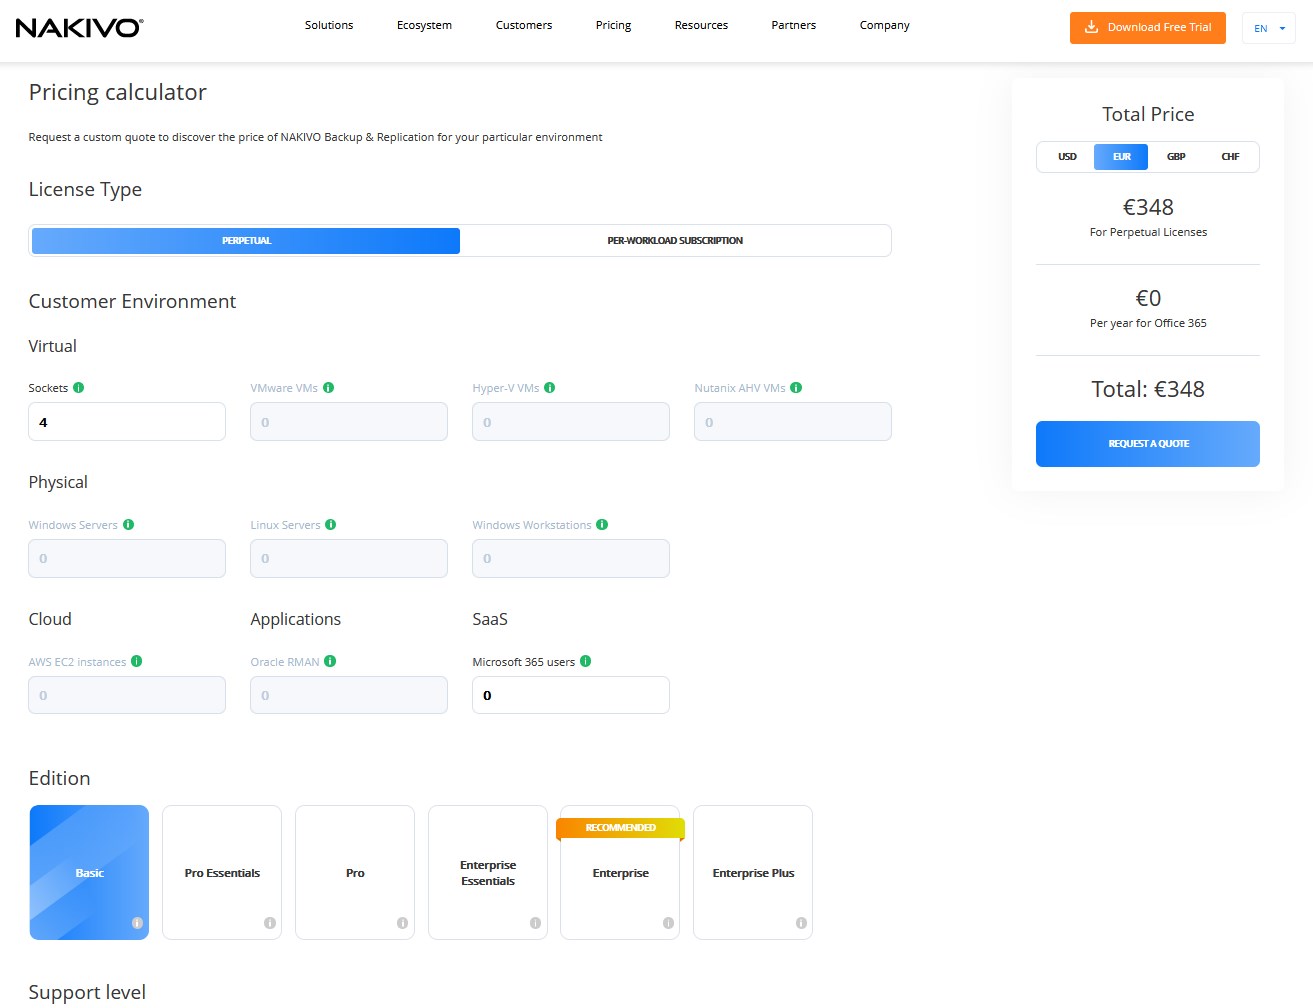 NAKIVO®
Solutions Ecosystem Customers Pricing Resources Partners Company
Download Free Trial
EN
Pricing calculator
Request a custom quote to discover the price of NAKIVO Backup & Replication for your particular environment
License Type
PERPETUAL PER-WORKLOAD SUBSCRIPTION
Customer Environment
Virtual
Sockets VMware VMs Hyper-V VMs Nutanix AHV VMs
4 0 0 0
Physical
Windows Servers Linux Servers Windows Workstations
0 0 0
Cloud Applications SaaS
AWS EC2 instances Oracle RMAN Microsoft 365 users
0 0 0
Edition
RECOMMENDED
Basic
Pro Essentials
Pro
Enterprise
Essentials
Enterprise
Enterprise Plus
Support level
Total Price
USD EUR GBP CHF
€348
For Perpetual Licenses
€0
Per year for Office 365
Total: €348
REQUEST A QUOTE